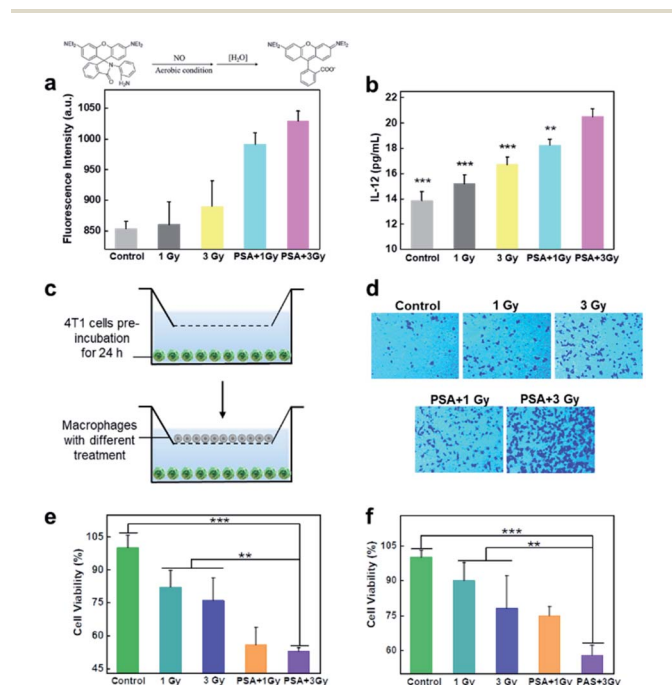 NEt₂ O NEt₂
NO [H₂O]
Aerobic condition
N
O H₂N
NEt₂ O NEt₂
COO⁻
a
Fluorescence Intensity (a.u.)
1050
1000
950
900
850
Control 1 Gy 3 Gy PSA+1Gy PSA+3Gy
b
IL-12 (pg/mL)
22
20
18
16
14
12
10
*** *** *** **
Control 1 Gy 3 Gy PSA+1Gy PSA+3Gy
c
4T1 cells pre-
incubation
for 24 h
Macrophages
with different
treatment
d
Control 1 Gy 3 Gy
PSA+1 Gy PSA+3 Gy
e
Cell Viability (%)
105
90
75
60
45
***
**
Control 1 Gy 3 Gy PSA+1Gy PSA+3Gy
f
Cell Viability (%)
105
90
75
60
***
**
Control 1 Gy 3 Gy PSA+1Gy PAS+3Gy